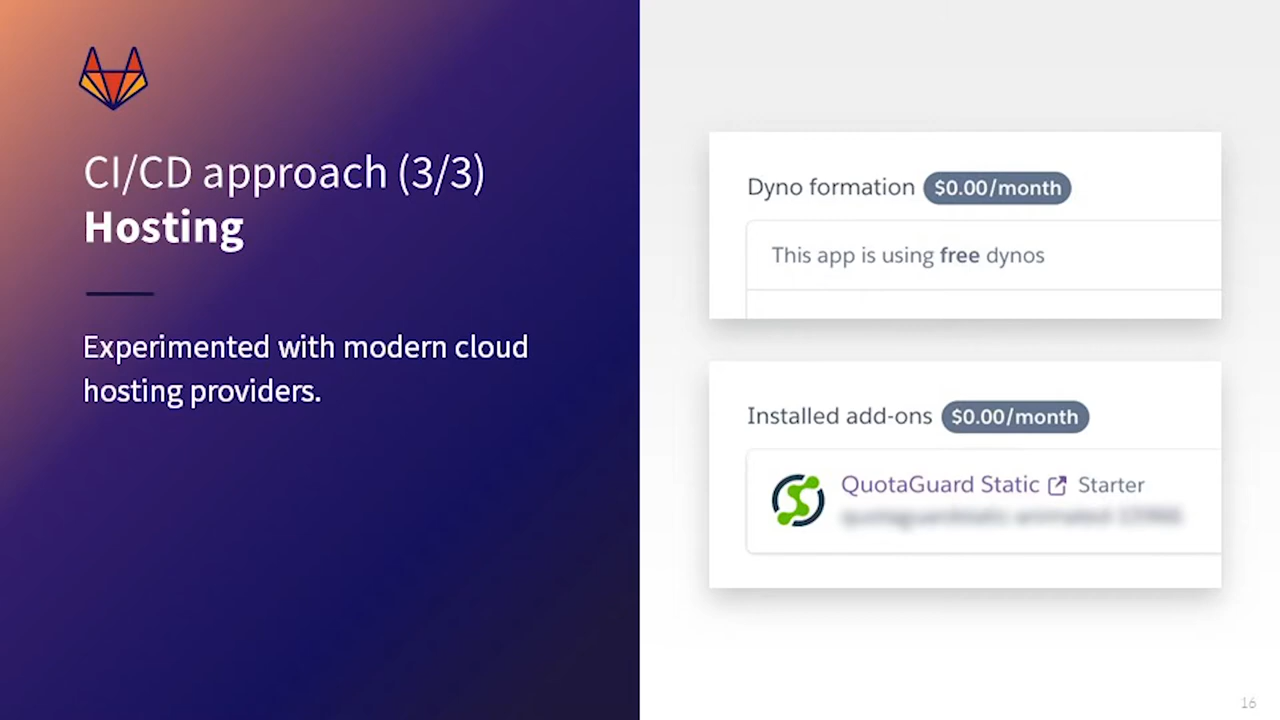 CI/CD approach (3/3)
Hosting
Experimented with modern cloud
hosting providers.
Dyno formation $0.00/month
This app is using free dynos
Installed add-ons $0.00/month
QuotaGuard Static Starter
16